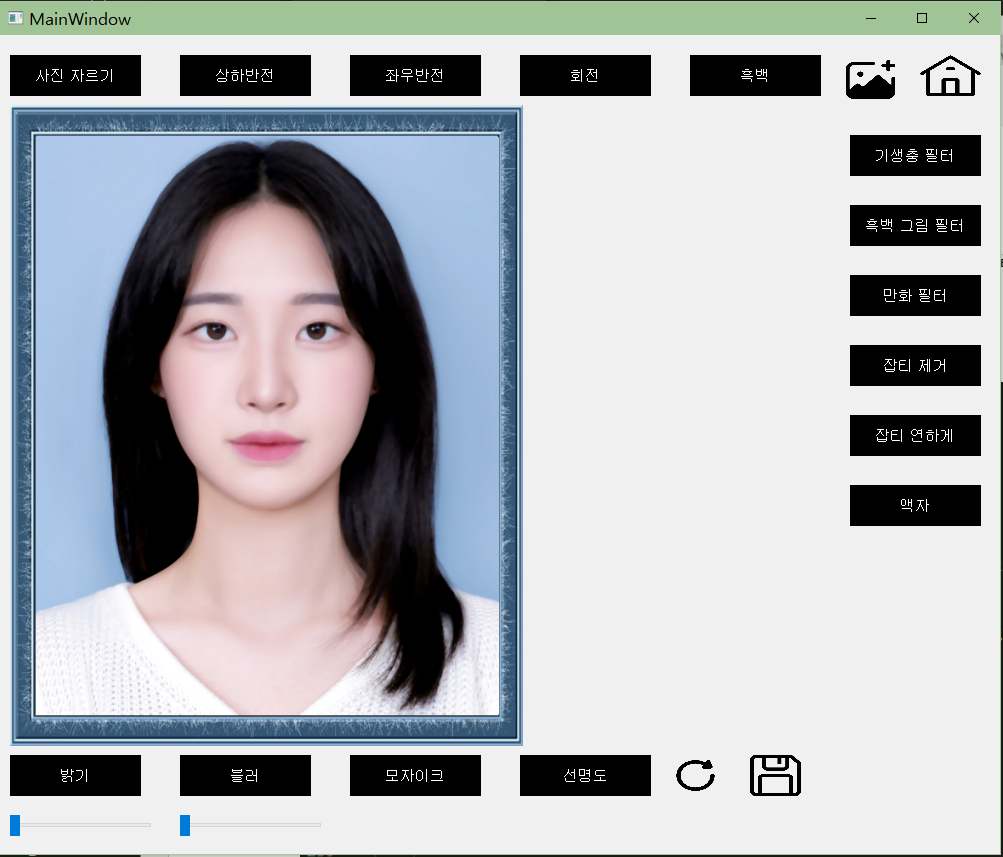 MainWindow
사진 자르기
상하반전
좌우반전
회전
흑백
기생충 필터
흑백 그림 필터
만화 필터
잡티 제거
잡티 연하게
액자
밝기
블러
모자이크
선명도